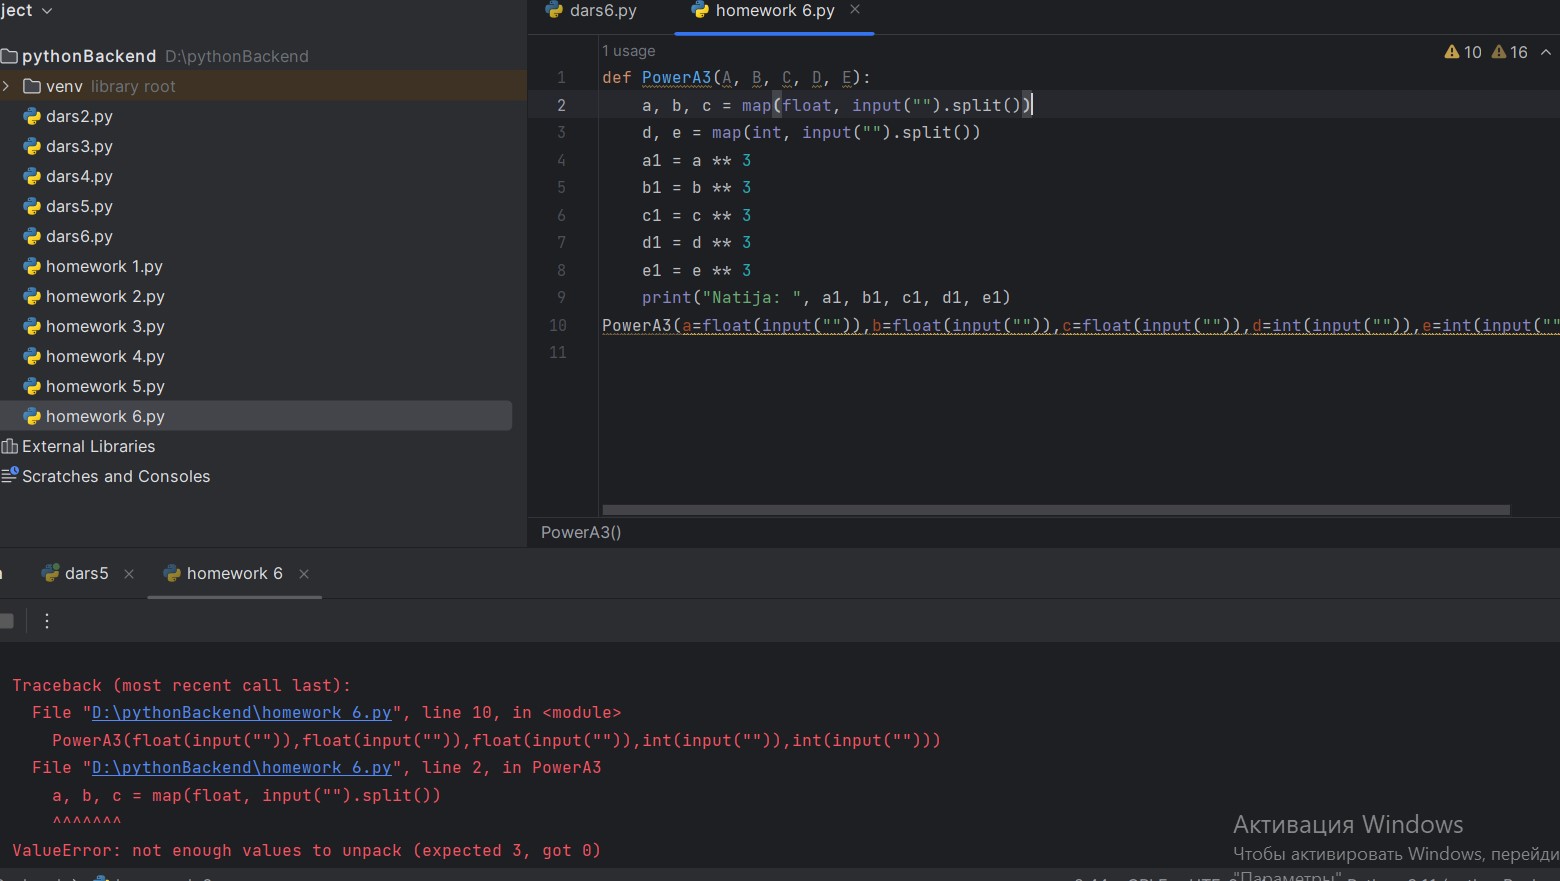 ject
dars6.py
homework 6.py
pythonBackend D:\pythonBackend
venv library root
dars2.py
dars3.py
dars4.py
dars5.py
dars6.py
homework 1.py
homework 2.py
homework 3.py
homework 4.py
homework 5.py
homework 6.py
External Libraries
Scratches and Consoles
1 usage
10 16
1 def PowerA3(A, B, C, D, E):
2 a, b, c = map(float, input("").split())
3 d, e = map(int, input("").split())
4 a1 = a ** 3
5 b1 = b ** 3
6 c1 = c ** 3
7 d1 = d ** 3
8 e1 = e ** 3
9 print("Natija: ", a1, b1, c1, d1, e1)
10 PowerA3(a=float(input("")),b=float(input("")),c=float(input("")),d=int(input("")),e=int(input(""
11
PowerA3()
dars5
homework 6
Traceback (most recent call last):
File "D:\pythonBackend\homework 6.py", line 10, in <module>
PowerA3(float(input("")),float(input("")),float(input("")),int(input("")),int(input("")))
File "D:\pythonBackend\homework 6.py", line 2, in PowerA3
a, b, c = map(float, input("").split())
^^^^^^^
ValueError: not enough values to unpack (expected 3, got 0)
Активация Windows
Чтобы активировать Windows, перейди
"Параметры"